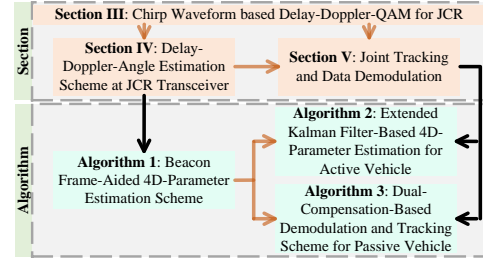 Section III: Chirp Waveform based Delay-Doppler-QAM for JCR
Section
Section IV: Delay-
Doppler-Angle Estimation
Scheme at JCR Transceiver
Section V: Joint Tracking
and Data Demodulation
Algorithm
Algorithm 1: Beacon
Frame-Aided 4D-Parameter
Estimation Scheme
Algorithm 2: Extended
Kalman Filter-Based 4D-
Parameter Estimation for
Active Vehicle
Algorithm 3: Dual-
Compensation-Based
Demodulation and Tracking
Scheme for Passive Vehicle